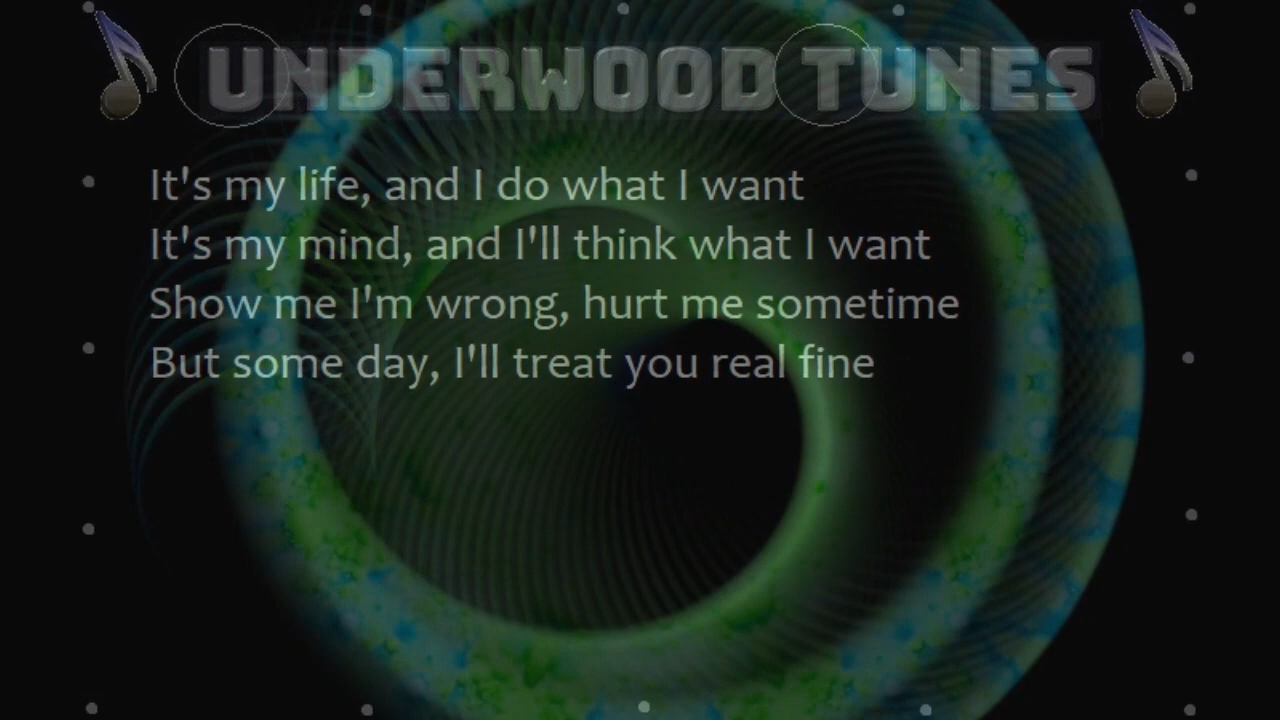 UNDERWOOD TUNES
It's my life, and I do what I want
It's my mind, and I'll think what I want
Show me I'm wrong, hurt me sometime
But some day, I'll treat you real fine